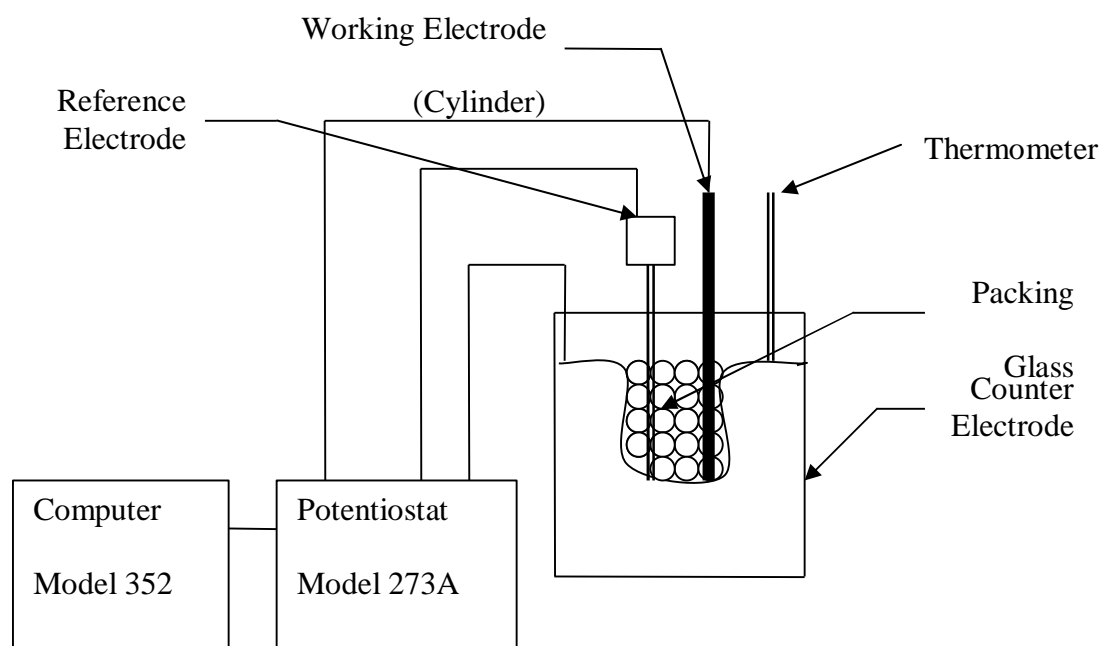 Working Electrode
(Cylinder)
Reference
Electrode
Thermometer
Packing
Glass
Counter
Electrode
Computer
Model 352
Potentiostat
Model 273A